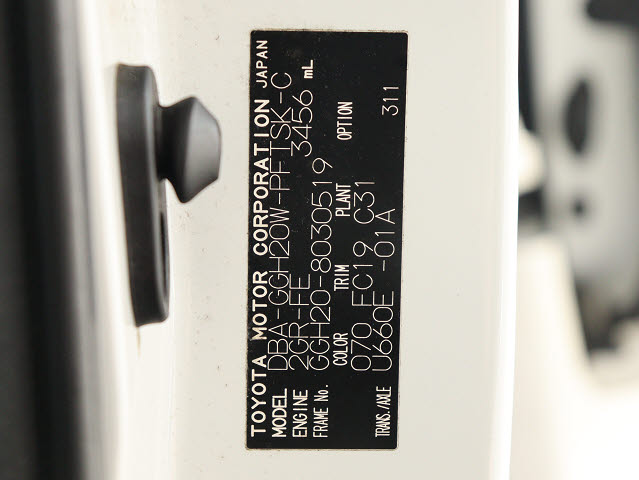 TOYOTA MOTOR CORPORATION JAPAN
MODEL DBA-GGH20W-PFTSK-C
ENGINE 2GR-FE 3456 mL
FRAME No. GGH20-8030519
COLOR TRIM PLANT OPTION
070 FC19 C31 311
TRANS./AXLE U660E -01A